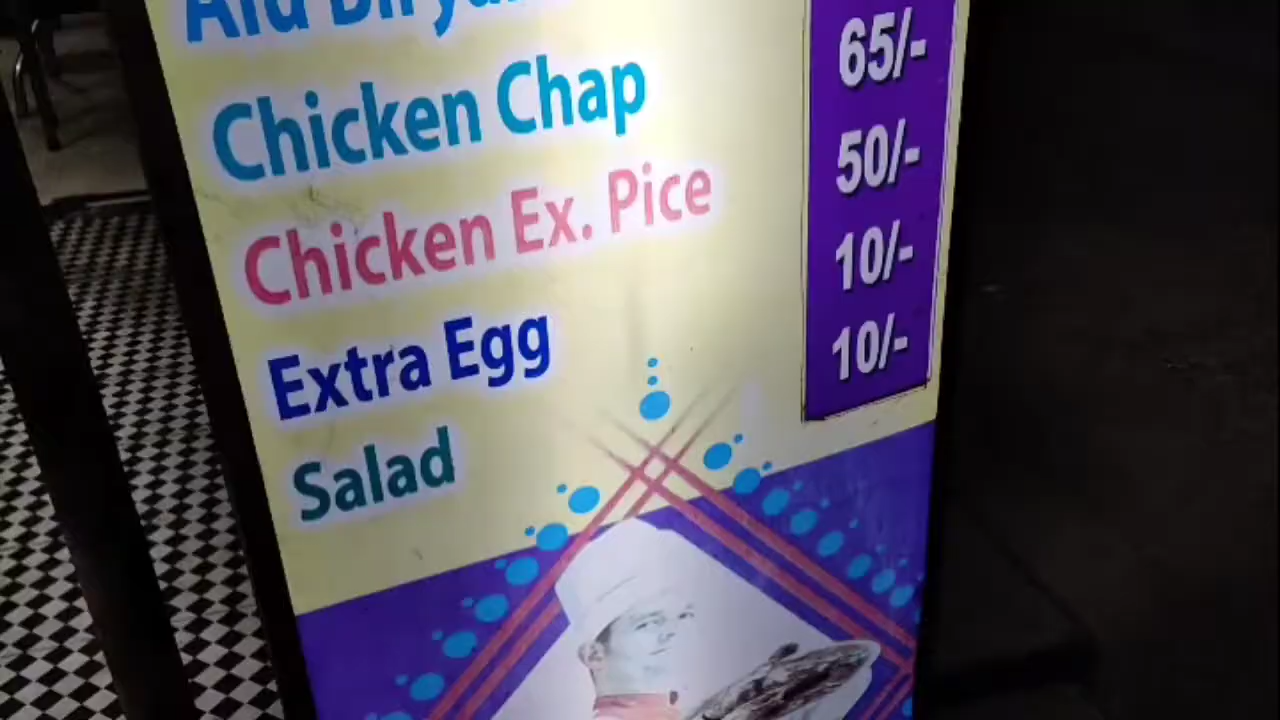 Chicken Chap 65/-
Chicken Ex. Pice 50/-
Extra Egg 10/-
Salad 10/-